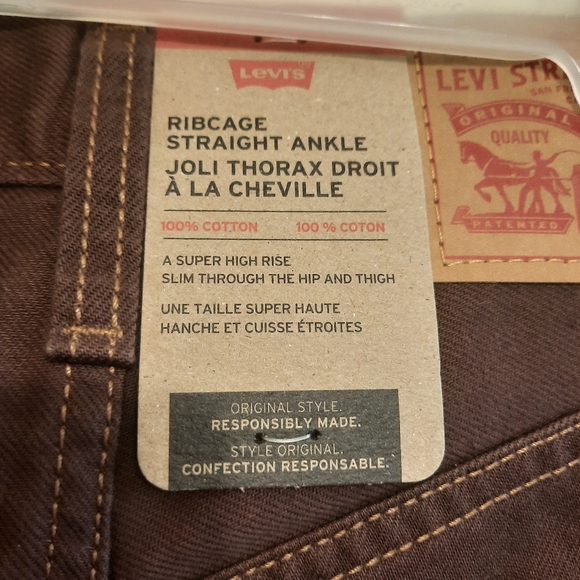 Levi's
RIBCAGE
STRAIGHT ANKLE
JOLI THORAX DROIT
À LA CHEVILLE
100% COTTON 100 % COTON
A SUPER HIGH RISE
SLIM THROUGH THE HIP AND THIGH
UNE TAILLE SUPER HAUTE
HANCHE ET CUISSE ÉTROITES
ORIGINAL STYLE.
RESPONSIBLY MADE.
STYLE ORIGINAL.
CONFECTION RESPONSABLE.
LEVI
SAN
ORIGINAL
QUALITY
PATENTED